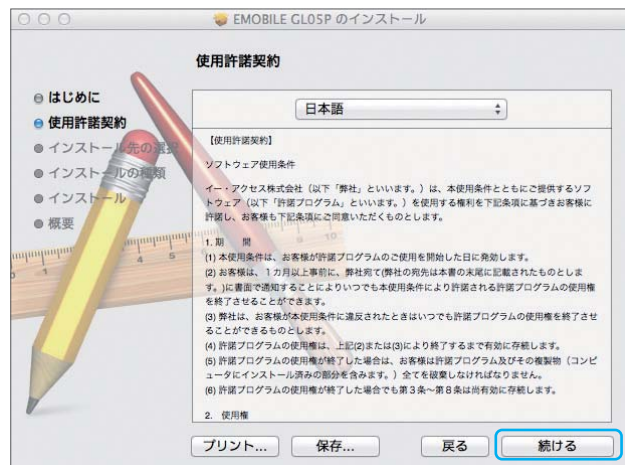 EMOBILE GL05P のインストール
使用許諾契約
はじめに
使用許諾契約
インストール先の選択
インストールの種類
インストール
概要
日本語
【使用許諾契約】
ソフトウェア使用条件
イー・アクセス株式会社（以下「弊社」といいます。）は、本使用条件とともにご提供するソフ
トウェア（以下「許諾プログラム」といいます。）を使用する権利を下記条項に基づきお客様に
許諾し、お客様も下記条項にご同意いただくものとします。
1. 期　　間
(1) 本使用条件は、お客様が許諾プログラムのご使用を開始した日に発効します。
(2) お客様は、１カ月以上事前に、弊社宛て(弊社の宛先は本書の末尾に記載されたものとしま
す。)に書面で通知することによりいつでも本使用条件により許諾される許諾プログラムの使用権
を終了させることができます。
(3) 弊社は、お客様が本使用条件に違反されたときはいつでも許諾プログラムの使用権を終了させ
ることができるものとします。
(4) 許諾プログラムの使用権は、上記(2)または(3)により終了するまで有効に存続します。
(5) 許諾プログラムの使用権が終了した場合は、お客様は許諾プログラム及びその複製物（コンピ
ュータにインストール済みの部分を含みます。）全てを破棄しなければなりません。
(6) 許諾プログラムの使用権が終了した場合でも第３条〜第８条は尚有効に存続します。
2. 使用権
プリント... 保存... 戻る 続ける